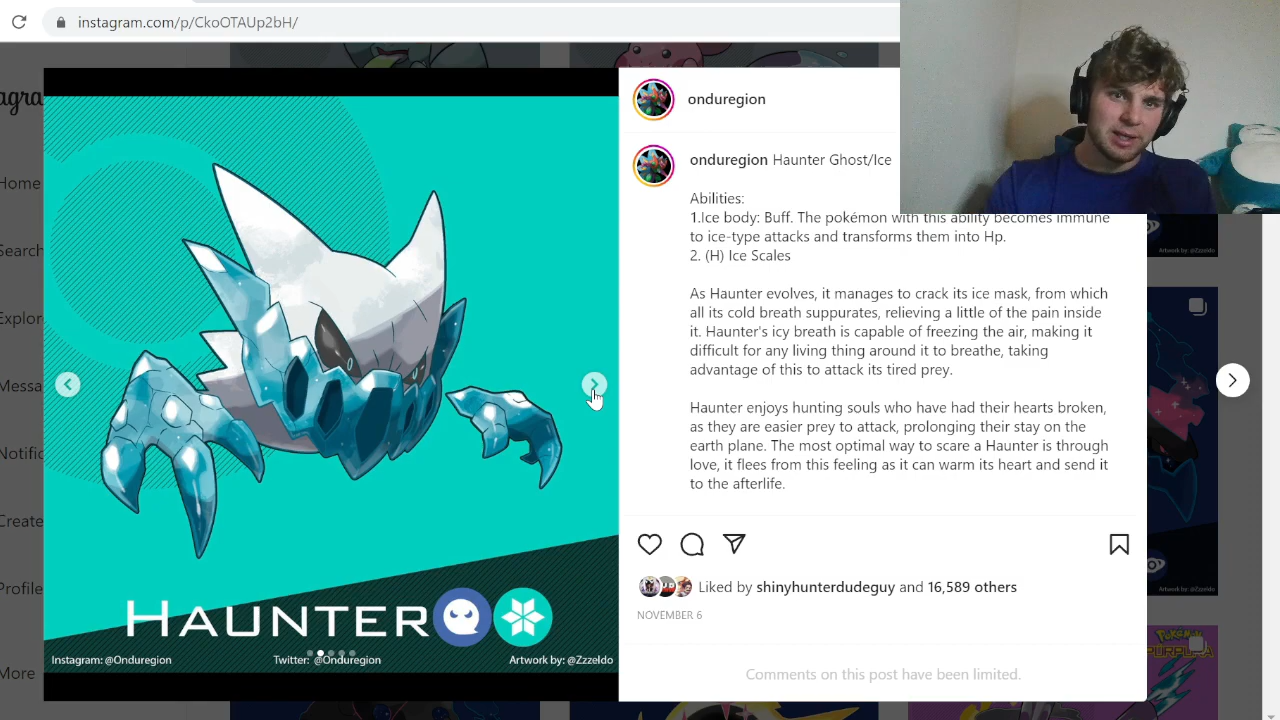 instagram.com/p/CkoOTAUp2bH/
agra
onduregion
onduregion Haunter Ghost/Ice
Abilities:
1.Ice body: Buff. The pokémon with this ability becomes immune
to ice-type attacks and transforms them into Hp.
2. (H) Ice Scales
As Haunter evolves, it manages to crack its ice mask, from which
all its cold breath suppurates, relieving a little of the pain inside
it. Haunter's icy breath is capable of freezing the air, making it
difficult for any living thing around it to breathe, taking
advantage of this to attack its tired prey.
Haunter enjoys hunting souls who have had their hearts broken,
as they are easier prey to attack, prolonging their stay on the
earth plane. The most optimal way to scare a Haunter is through
love, it flees from this feeling as it can warm its heart and send it
to the afterlife.
Liked by shinyhunterdudeguy and 16,589 others
NOVEMBER 6
Comments on this post have been limited.
Home
Search
Explor
Messa
Notific
Create
Profile
More
HAUNTER
Instagram: @Onduregion
Twitter: @Onduregion
Artwork by: @Zzzeldo
Pokémon
PÚRPURA